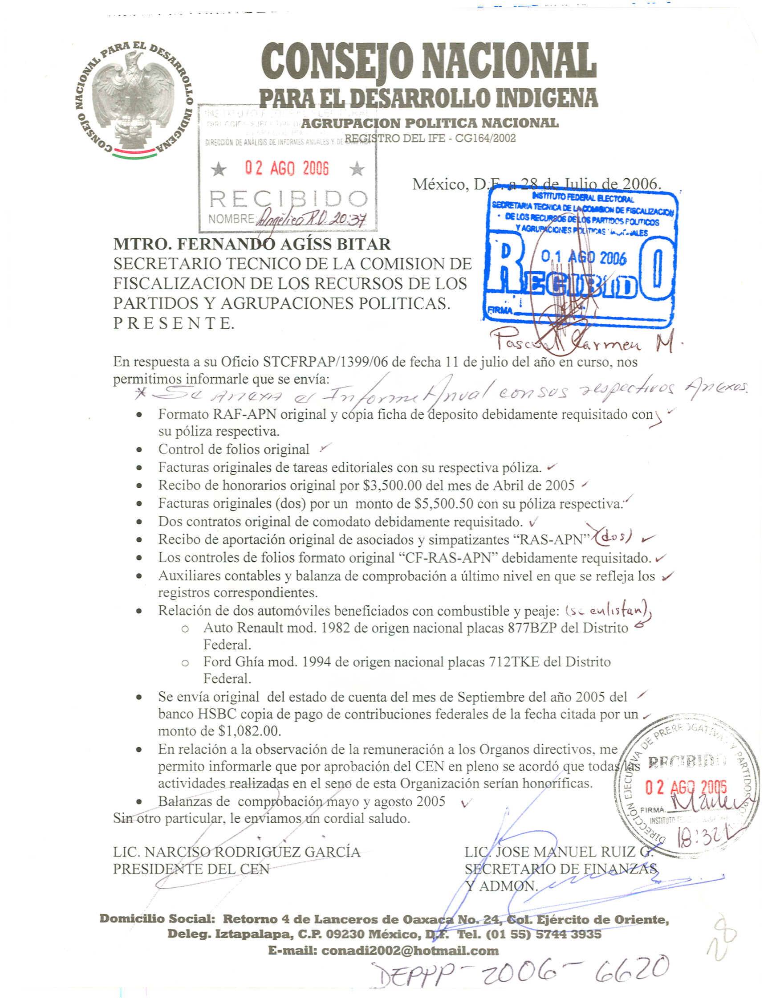 CONSEJO NACIONAL PARA EL DESARROLLO INDIGENA
CONSEJO NACIONAL
PARA EL DESARROLLO INDIGENA
AGRUPACION POLITICA NACIONAL
REGISTRO DEL IFE - CG164/2002
DIRECCIÓN DE ANÁLISIS DE INFORMES ANUALES Y DE CAMPAÑA
★ 02 AGO 2006 ★
RECIBIDO
NOMBRE: Angélica R.D. 20:37
México, D.F. a 28 de Julio de 2006.
INSTITUTO FEDERAL ELECTORAL
SECRETARIA TECNICA DE LA COMISION DE FISCALIZACION
DE LOS RECURSOS DE LOS PARTIDOS POLITICOS
Y AGRUPACIONES POLITICAS NACIONALES
01 AGO 2006
RECIBIDO
FIRMA
Pascual Carmen M.
MTRO. FERNANDO AGÍSS BITAR
SECRETARIO TECNICO DE LA COMISION DE
FISCALIZACION DE LOS RECURSOS DE LOS
PARTIDOS Y AGRUPACIONES POLITICAS.
P R E S E N T E.
En respuesta a su Oficio STCFRPAP/1399/06 de fecha 11 de julio del año en curso, nos
permitimos informarle que se envía:
* Se Anexa el Informe Anual con sus respectivos Anexos.
• Formato RAF-APN original y copia ficha de deposito debidamente requisitado con
su póliza respectiva.
• Control de folios original
• Facturas originales de tareas editoriales con su respectiva póliza.
• Recibo de honorarios original por $3,500.00 del mes de Abril de 2005
• Facturas originales (dos) por un monto de $5,500.50 con su póliza respectiva.
• Dos contratos original de comodato debidamente requisitado.
• Recibo de aportación original de asociados y simpatizantes “RAS-APN” (dos)
• Los controles de folios formato original “CF-RAS-APN” debidamente requisitado.
• Auxiliares contables y balanza de comprobación a último nivel en que se refleja los
registros correspondientes.
• Relación de dos automóviles beneficiados con combustible y peaje: (se enlistan)
o Auto Renault mod. 1982 de origen nacional placas 877BZP del Distrito
Federal.
o Ford Ghía mod. 1994 de origen nacional placas 712TKE del Distrito
Federal.
• Se envía original del estado de cuenta del mes de Septiembre del año 2005 del
banco HSBC copia de pago de contribuciones federales de la fecha citada por un
monto de $1,082.00.
• En relación a la observación de la remuneración a los Organos directivos, me
permito informarle que por aprobación del CEN en pleno se acordó que todas las
actividades realizadas en el seno de esta Organización serían honoríficas.
• Balanzas de comprobación mayo y agosto 2005
Sin otro particular, le enviamos un cordial saludo.
DIRECCIÓN EJECUTIVA DE PRERROGATIVAS Y PARTIDOS
RECIBIDO
02 AGO 2006
FIRMA
INSTITUTO
18:32
LIC. NARCISO RODRIGUEZ GARCÍA
PRESIDENTE DEL CEN
LIC. JOSE MANUEL RUIZ G.
SECRETARIO DE FINANZAS
Y ADMON.
Domicilio Social: Retorno 4 de Lanceros de Oaxaca No. 24, Col. Ejército de Oriente,
Deleg. Iztapalapa, C.P. 09230 México, D.F. Tel. (01 55) 5744 3935
E-mail: conadi2002@hotmail.com
28
DEPPP-2006-6620